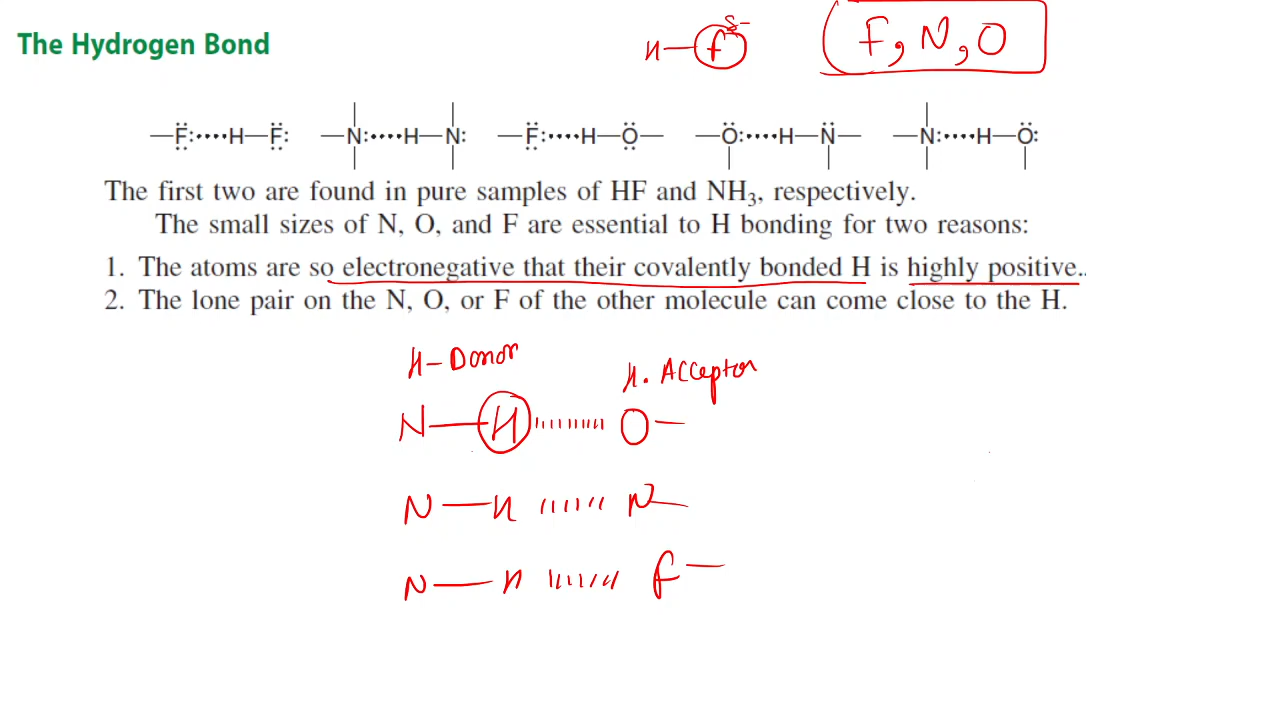 The Hydrogen Bond
H — F δ-
F, N, O
—F:····H—F: —N:····H—N: —F:····H—O— —O:····H—N— —N:····H—O:
The first two are found in pure samples of HF and NH₃, respectively.
The small sizes of N, O, and F are essential to H bonding for two reasons:
1. The atoms are so electronegative that their covalently bonded H is highly positive..
2. The lone pair on the N, O, or F of the other molecule can come close to the H.
H-Donor
H. Acceptor
N — H ıııııııı O —
N — H ıııııı N —
N — H ıııııı F —